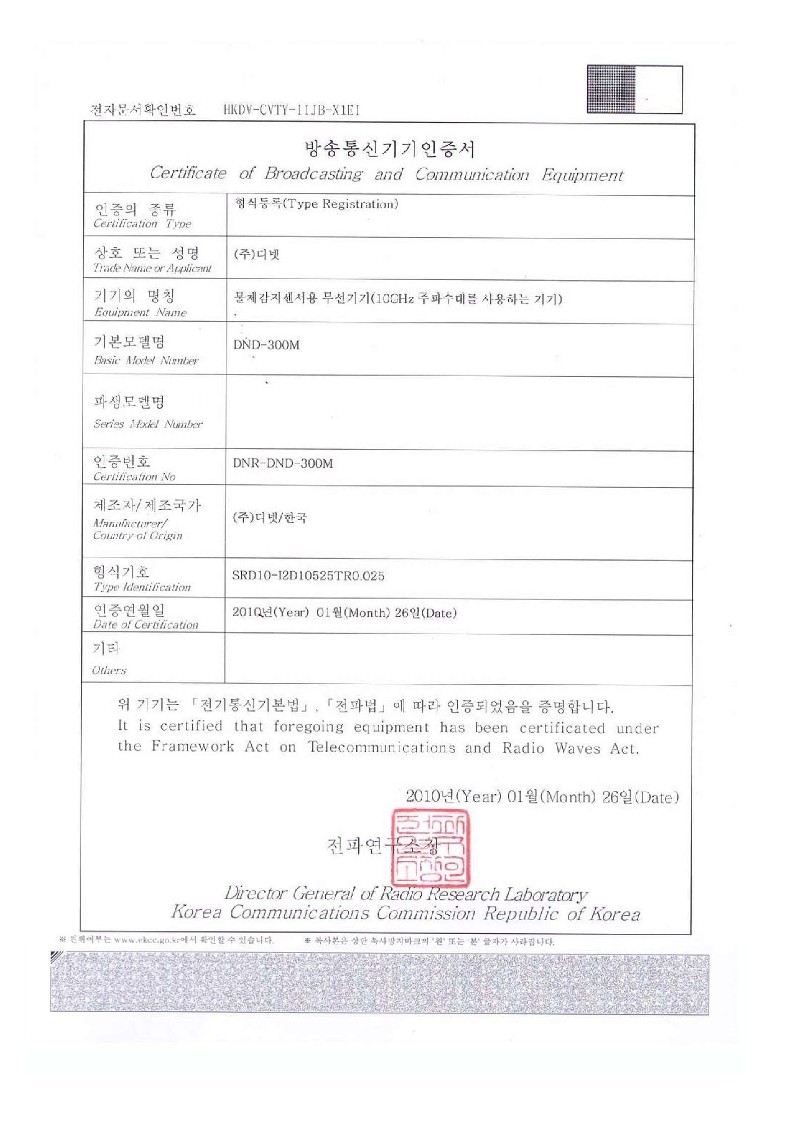 전자문서확인번호 HKDV-CVTY-IIJB-X1EI
방송통신기기인증서
Certificate of Broadcasting and Communication Equipment
인증의 종류
Certification Type
형식등록(Type Registration)
상호 또는 성명
Trade Name or Applicant
(주)디넷
기기의 명칭
Equipment Name
물체감지센서용 무선기기(10GHz 주파수대를 사용하는 기기)
기본모델명
Basic Model Number
DND-300M
파생모델명
Series Model Number
인증번호
Certification No
DNR-DND-300M
제조자/제조국가
Manufacturer/
Country of Origin
(주)디넷/한국
형식기호
Type Identification
SRD10-I2D10525TR0.025
인증연월일
Date of Certification
2010년(Year) 01월(Month) 26일(Date)
기타
Others
위 기기는 「전기통신기본법」,「전파법」에 따라 인증되었음을 증명합니다.
It is certified that foregoing equipment has been certificated under
the Framework Act on Telecommunications and Radio Waves Act.
2010년(Year) 01월(Month) 26일(Date)
전파연구소장
Director General of Radio Research Laboratory
Korea Communications Commission Republic of Korea
※ 진위여부는 www.ekcc.go.kr에서 확인할 수 있습니다. ※ 복사본은 상단 복사방지마크의 '원' 또는 '본' 글자가 사라집니다.